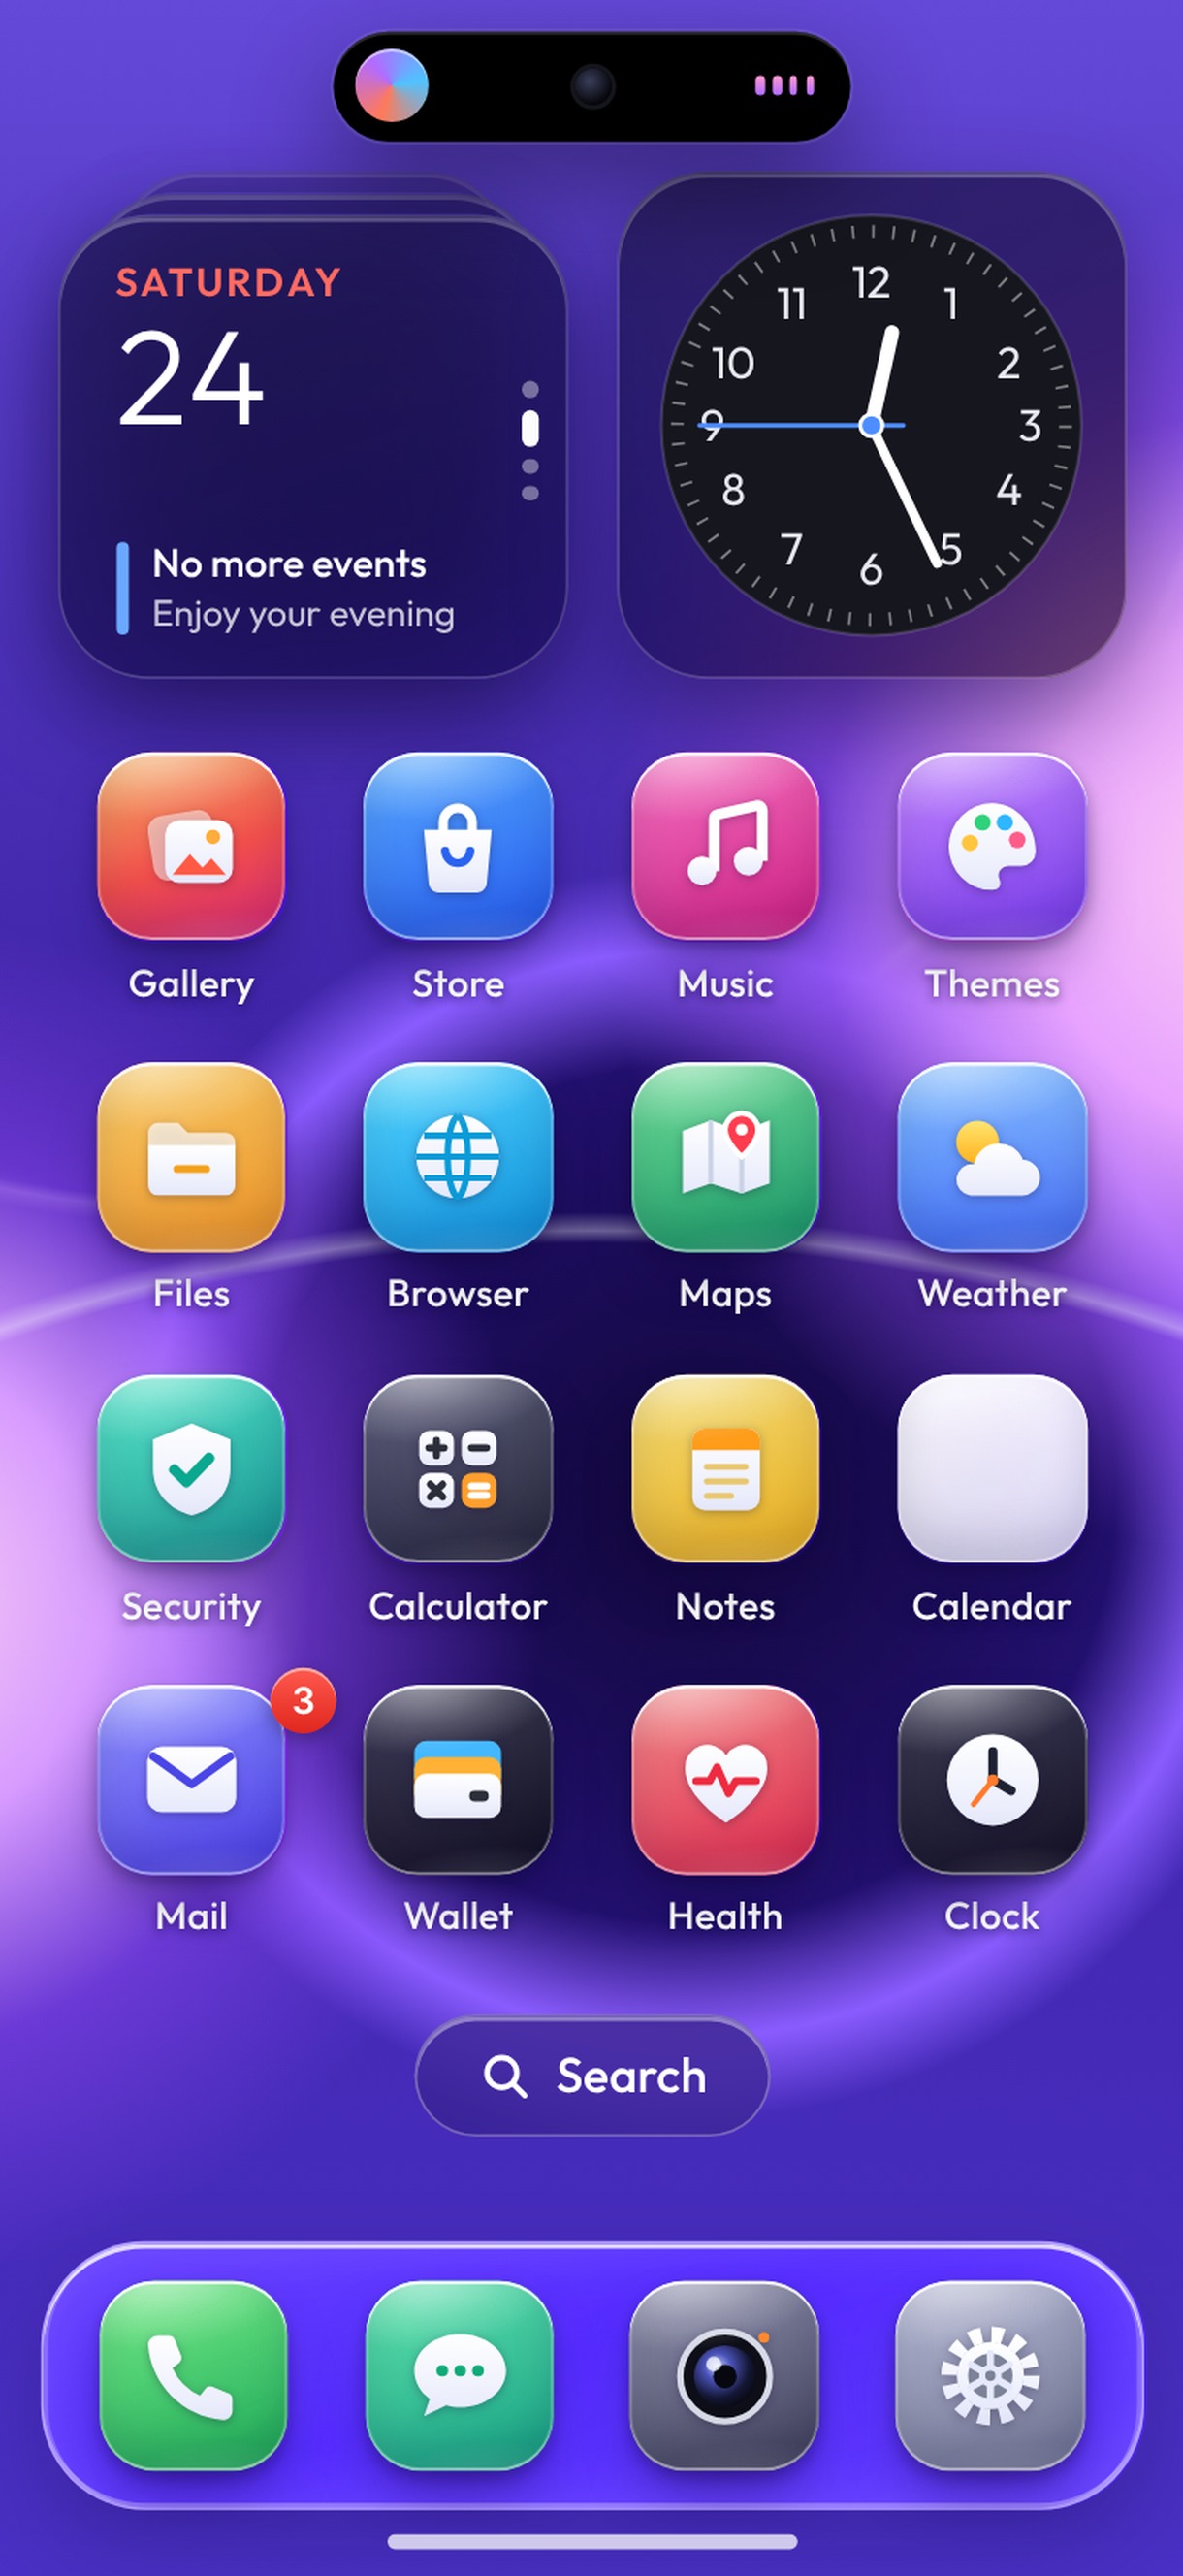 SATURDAY
24
No more events
Enjoy your evening
12
11
1
10
2
9
3
8
4
7
5
6
Gallery
Store
Music
Themes
Files
Browser
Maps
Weather
Security
Calculator
Notes
Calendar
3
Mail
Wallet
Health
Clock
Search